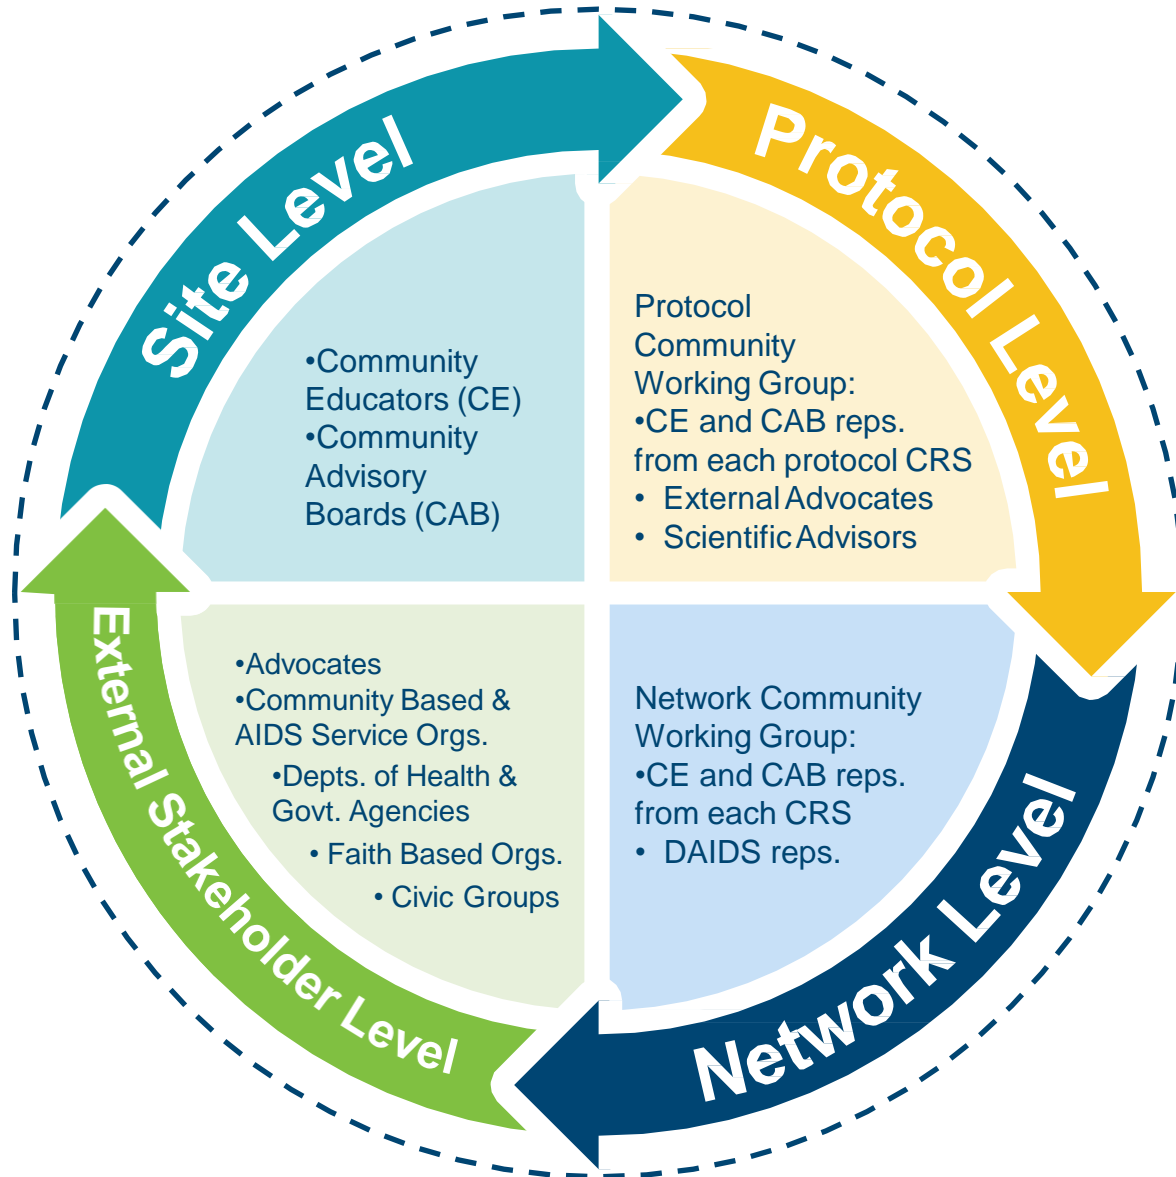 Site Level
•Community
Educators (CE)
•Community
Advisory
Boards (CAB)
Protocol Level
Protocol
Community
Working Group:
•CE and CAB reps.
from each protocol CRS
• External Advocates
• Scientific Advisors
Network Level
Network Community
Working Group:
•CE and CAB reps.
from each CRS
• DAIDS reps.
External Stakeholder Level
•Advocates
•Community Based &
AIDS Service Orgs.
•Depts. of Health &
Govt. Agencies
• Faith Based Orgs.
• Civic Groups